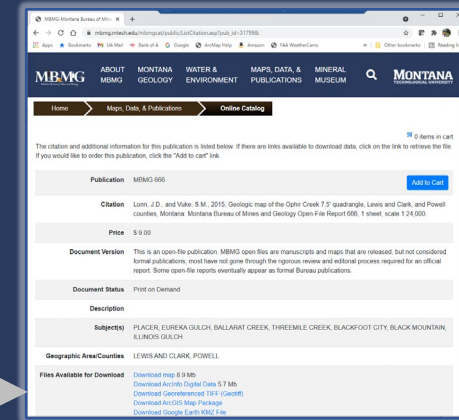 MBMG-Montana Bureau of Mines
mbmg.mtech.edu/mbmgcat/public/ListCitation.asp?pub_id=31759&
Apps Bookmarks UA Mail Bank of A Google ArcMap Help Amazon FAA WeatherCams Other bookmarks Reading
MBMG
ABOUT MBMG
MONTANA GEOLOGY
WATER & ENVIRONMENT
MAPS, DATA, & PUBLICATIONS
MINERAL MUSEUM
MONTANA
TECHNOLOGICAL UNIVERSITY
Home Maps, Data, & Publications Online Catalog
0 items in cart
The citation and additional information for this publication is listed below. If there are links available to download data, click on the link to retrieve the file.
If you would like to order this publication, click the "Add to cart" link.
Publication MBMG 666 Add to Cart
Citation Lonn, J.D., and Vuke, S.M., 2015, Geologic map of the Ophir Creek 7.5' quadrangle, Lewis and Clark, and Powell
counties, Montana: Montana Bureau of Mines and Geology Open-File Report 666, 1 sheet, scale 1:24,000.
Price $ 9.00
Document Version This is an open-file publication. MBMG open files are manuscripts and maps that are released, but not considered
formal publications; most have not gone through the rigorous review and editorial process required for an official
report. Some open-file reports eventually appear as formal Bureau publications.
Document Status Print on Demand
Description
Subject(s) PLACER, EUREKA GULCH, BALLARAT CREEK, THREEMILE CREEK, BLACKFOOT CITY, BLACK MOUNTAIN,
ILLINOIS GULCH
Geographic Area/Counties LEWIS AND CLARK, POWELL
Files Available for Download Download map 8.9 Mb
Download ArcInfo Digital Data 5.7 Mb
Download Georeferenced TIFF (Geotiff)
Download ArcGIS Map Package
Download Google Earth KMZ File